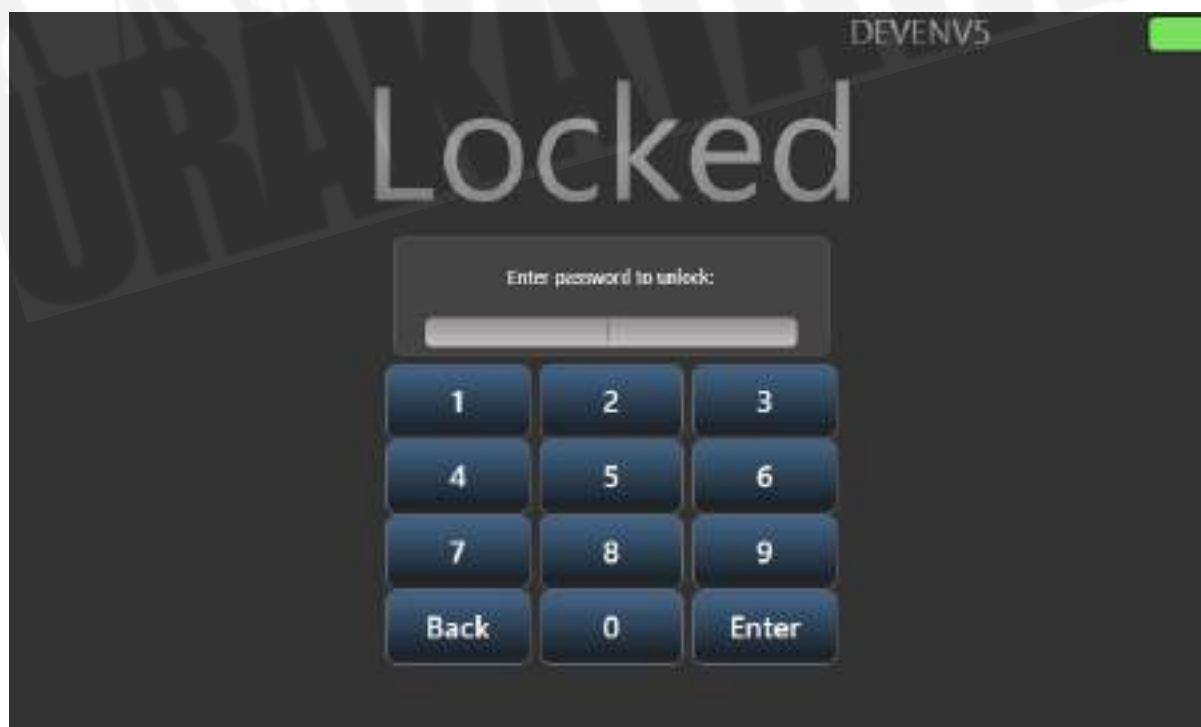 DEVENV5
Locked
Enter password to unlock:
1 2 3
4 5 6
7 8 9
Back 0 Enter